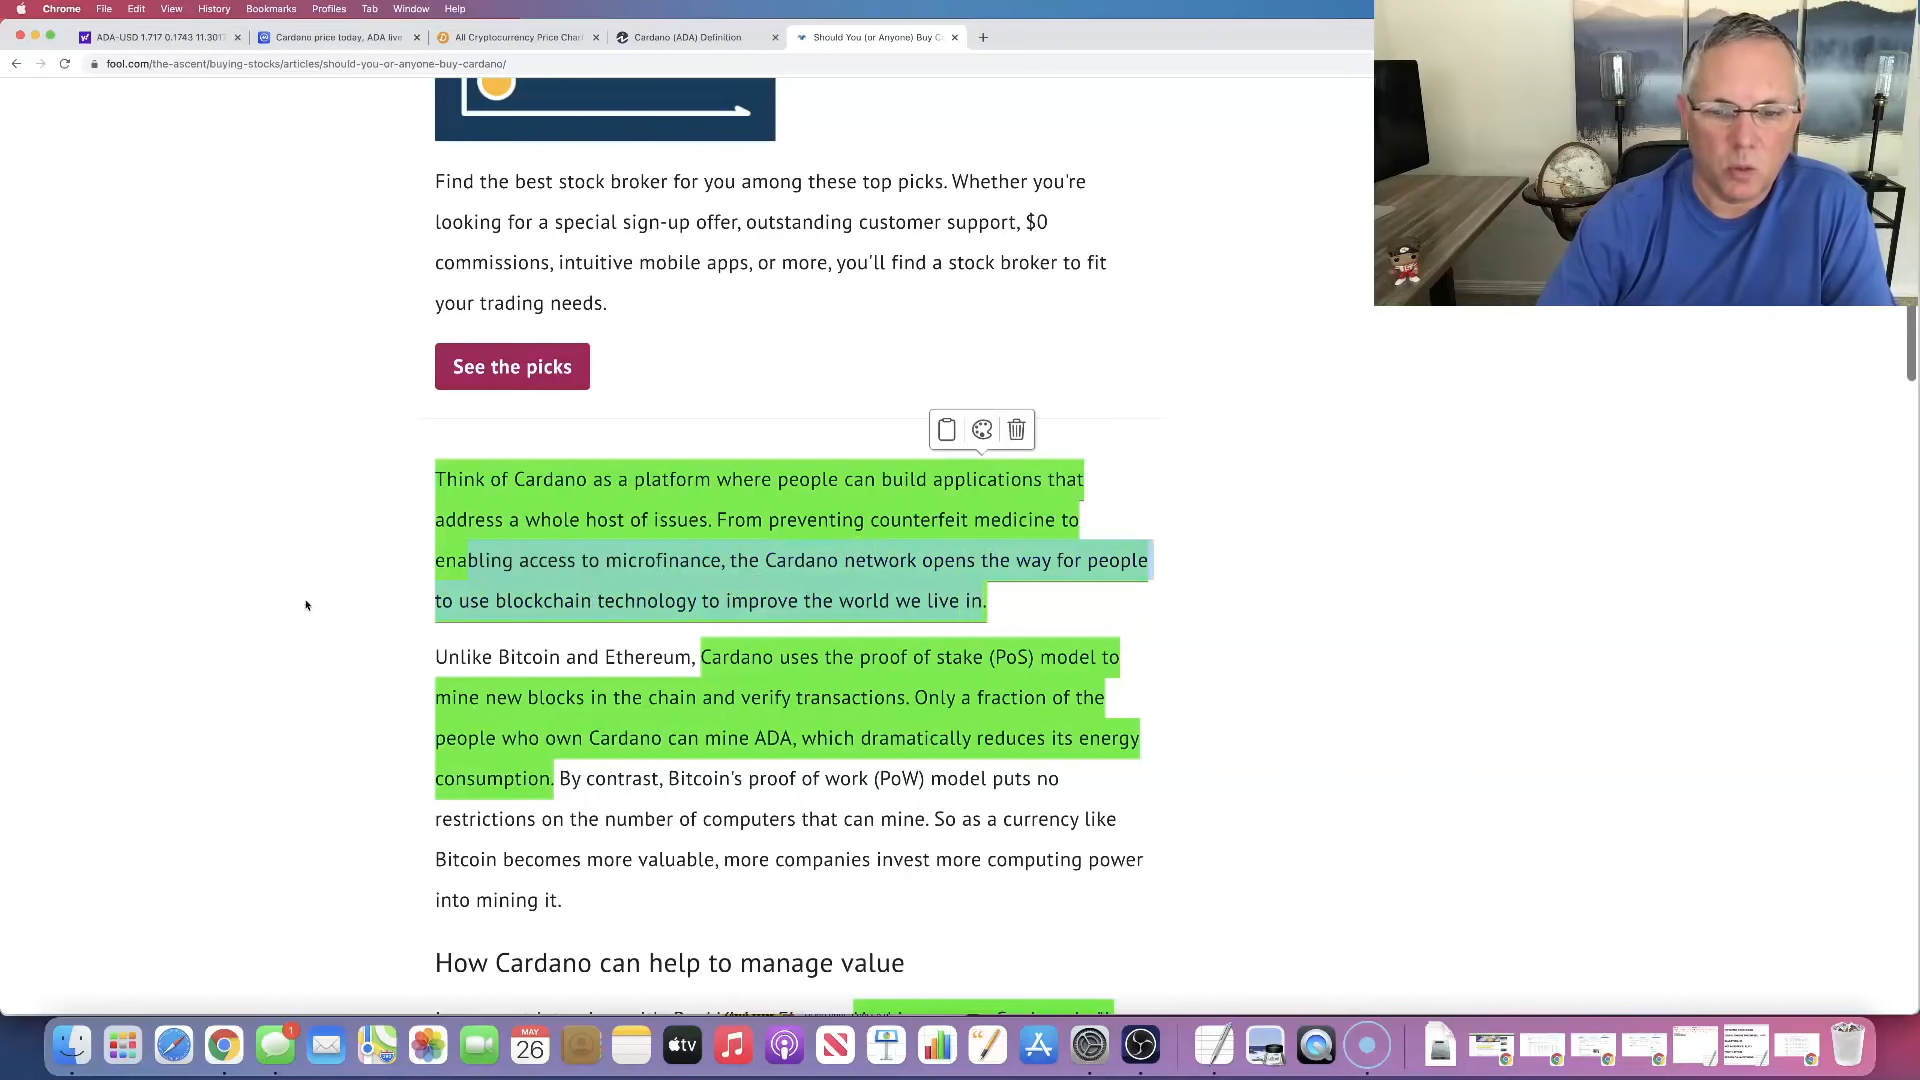 Chrome File Edit View History Bookmarks Profiles Tab Window Help
ADA-USD 1.717 0.1743 11.301
Cardano price today, ADA live
All Cryptocurrency Price Char
Cardano (ADA) Definition
Should You (or Anyone) Buy C
fool.com/the-ascent/buying-stocks/articles/should-you-or-anyone-buy-cardano/
Find the best stock broker for you among these top picks. Whether you're
looking for a special sign-up offer, outstanding customer support, $0
commissions, intuitive mobile apps, or more, you'll find a stock broker to fit
your trading needs.
See the picks
Think of Cardano as a platform where people can build applications that
address a whole host of issues. From preventing counterfeit medicine to
enabling access to microfinance, the Cardano network opens the way for people
to use blockchain technology to improve the world we live in.
Unlike Bitcoin and Ethereum, Cardano uses the proof of stake (PoS) model to
mine new blocks in the chain and verify transactions. Only a fraction of the
people who own Cardano can mine ADA, which dramatically reduces its energy
consumption. By contrast, Bitcoin's proof of work (PoW) model puts no
restrictions on the number of computers that can mine. So as a currency like
Bitcoin becomes more valuable, more companies invest more computing power
into mining it.
How Cardano can help to manage value
1
MAY
26
tv